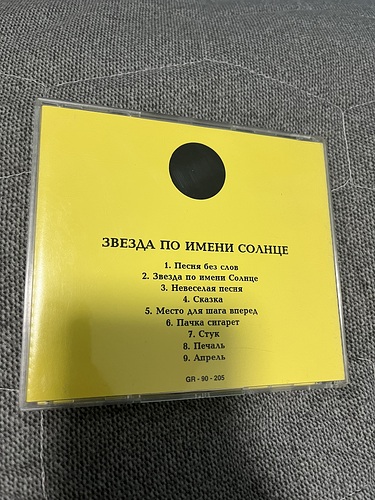 ЗВЕЗДА ПО ИМЕНИ СОЛНЦЕ
1. Песня без слов
2. Звезда по имени Солнце
3. Невеселая песня
4. Сказка
5. Место для шага вперед
6. Пачка сигарет
7. Стук
8. Печаль
9. Апрель
GR - 90 - 205